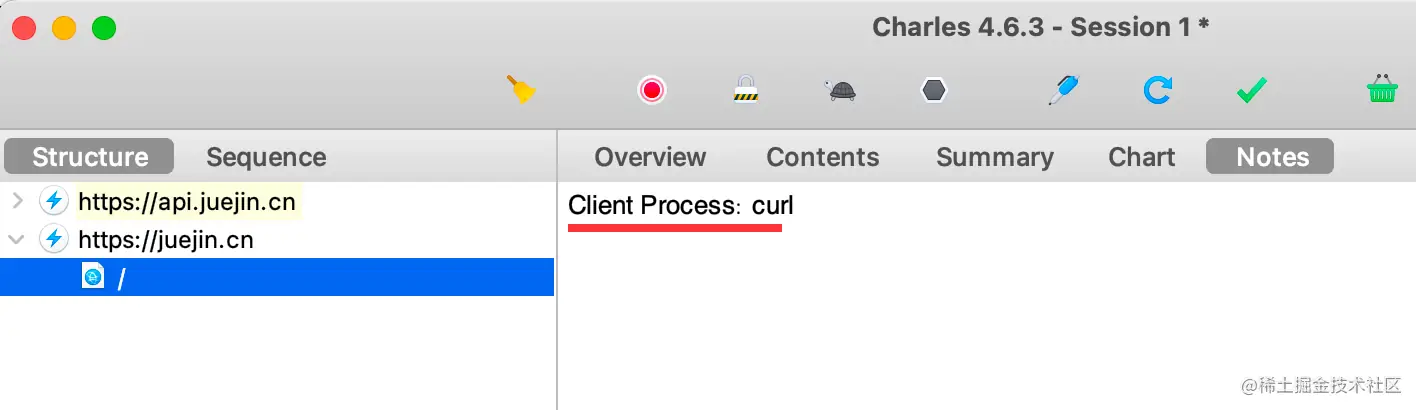 Charles 4.6.3 - Session 1 *
Structure
Sequence
Overview
Contents
Summary
Chart
Notes
https://api.juejin.cn
https://juejin.cn
/
Client Process: curl
@稀土掘金技术社区